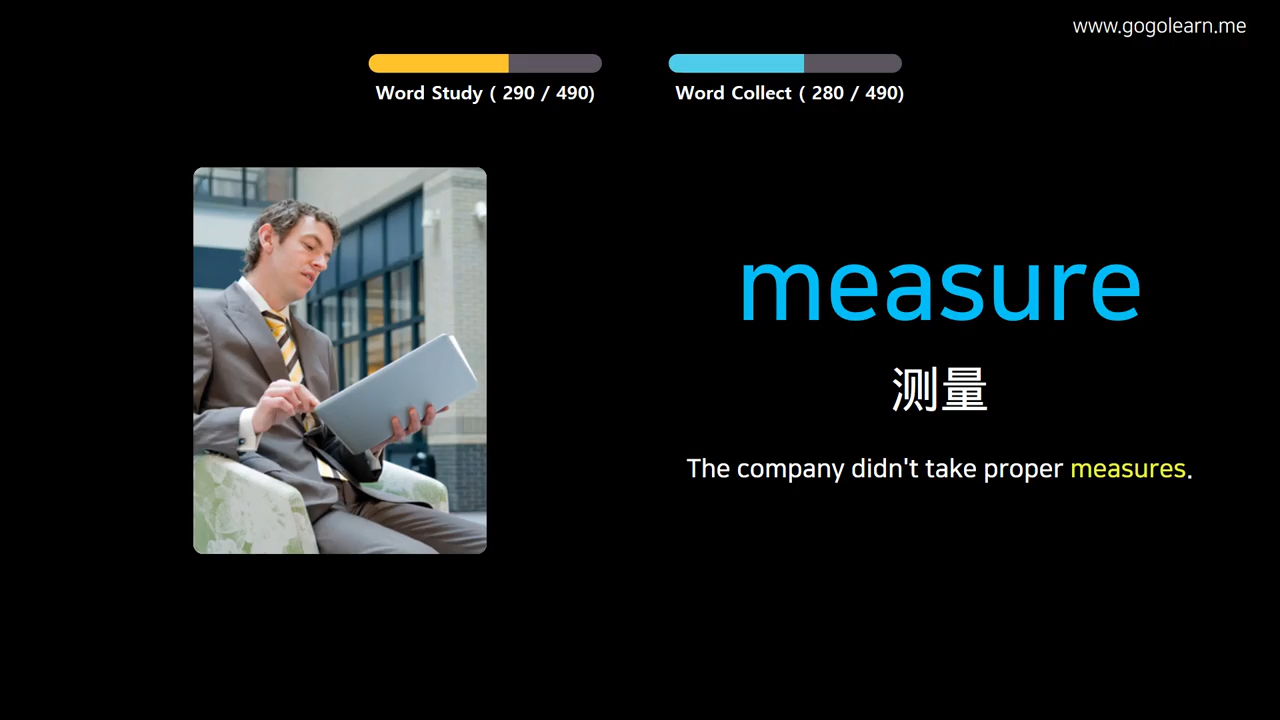 www.gogolearn.me
Word Study ( 290 / 490)
Word Collect ( 280 / 490)
measure
测量
The company didn't take proper measures.